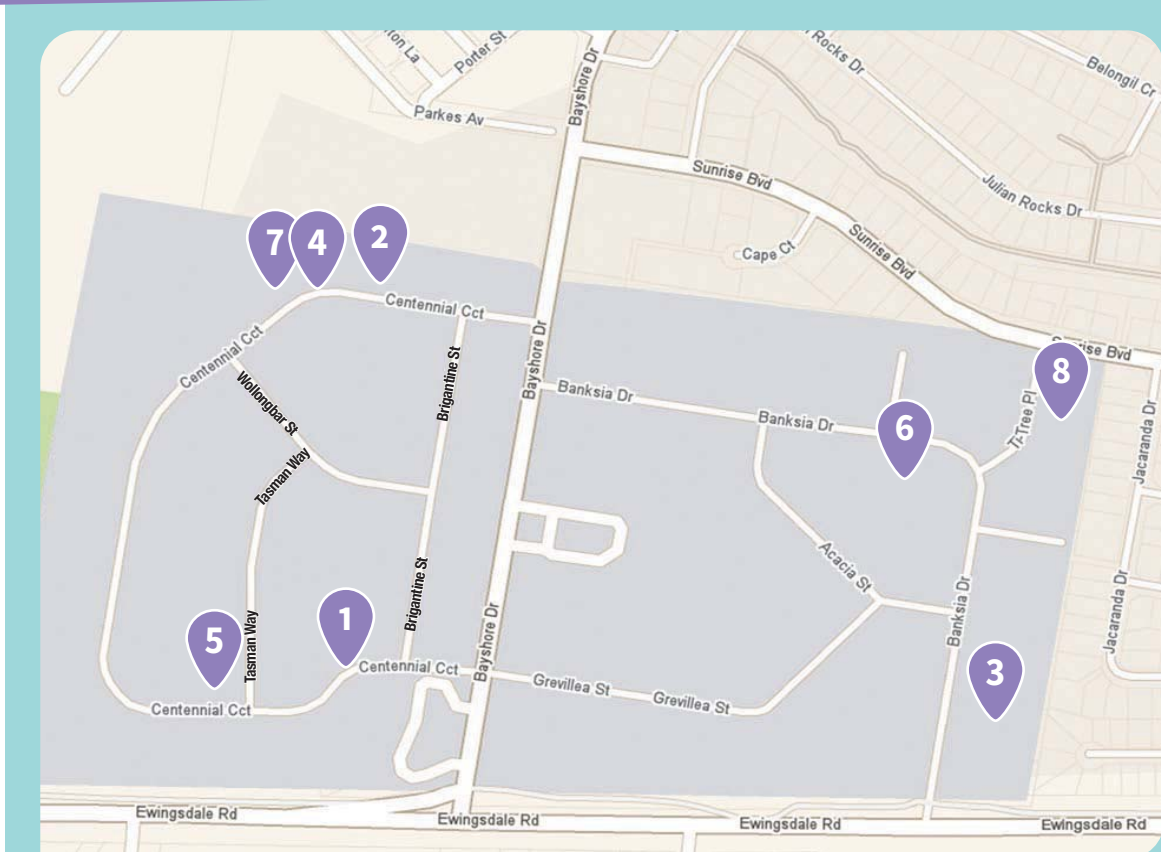 Porter St
Bayshore Dr
Rocks Dr
Belongil Cr
Parkes Av
Sunrise Bvd
Julian Rocks Dr
7
4
2
Cape Ct
Sunrise Bvd
Centennial Cct
Bayshore Dr
Centennial Cct
Brigantine St
Banksia Dr
Sunrise Bvd
8
Wollongbar St
Banksia Dr
6
Ti-Tree Pl
Jacaranda Dr
Tasman Way
Acacia St
Brigantine St
Banksia Dr
Jacaranda Dr
5
Tasman Way
1
Bayshore Dr
Centennial Cct
Grevillea St
Grevillea St
3
Centennial Cct
Ewingsdale Rd
Ewingsdale Rd
Ewingsdale Rd
Ewingsdale Rd